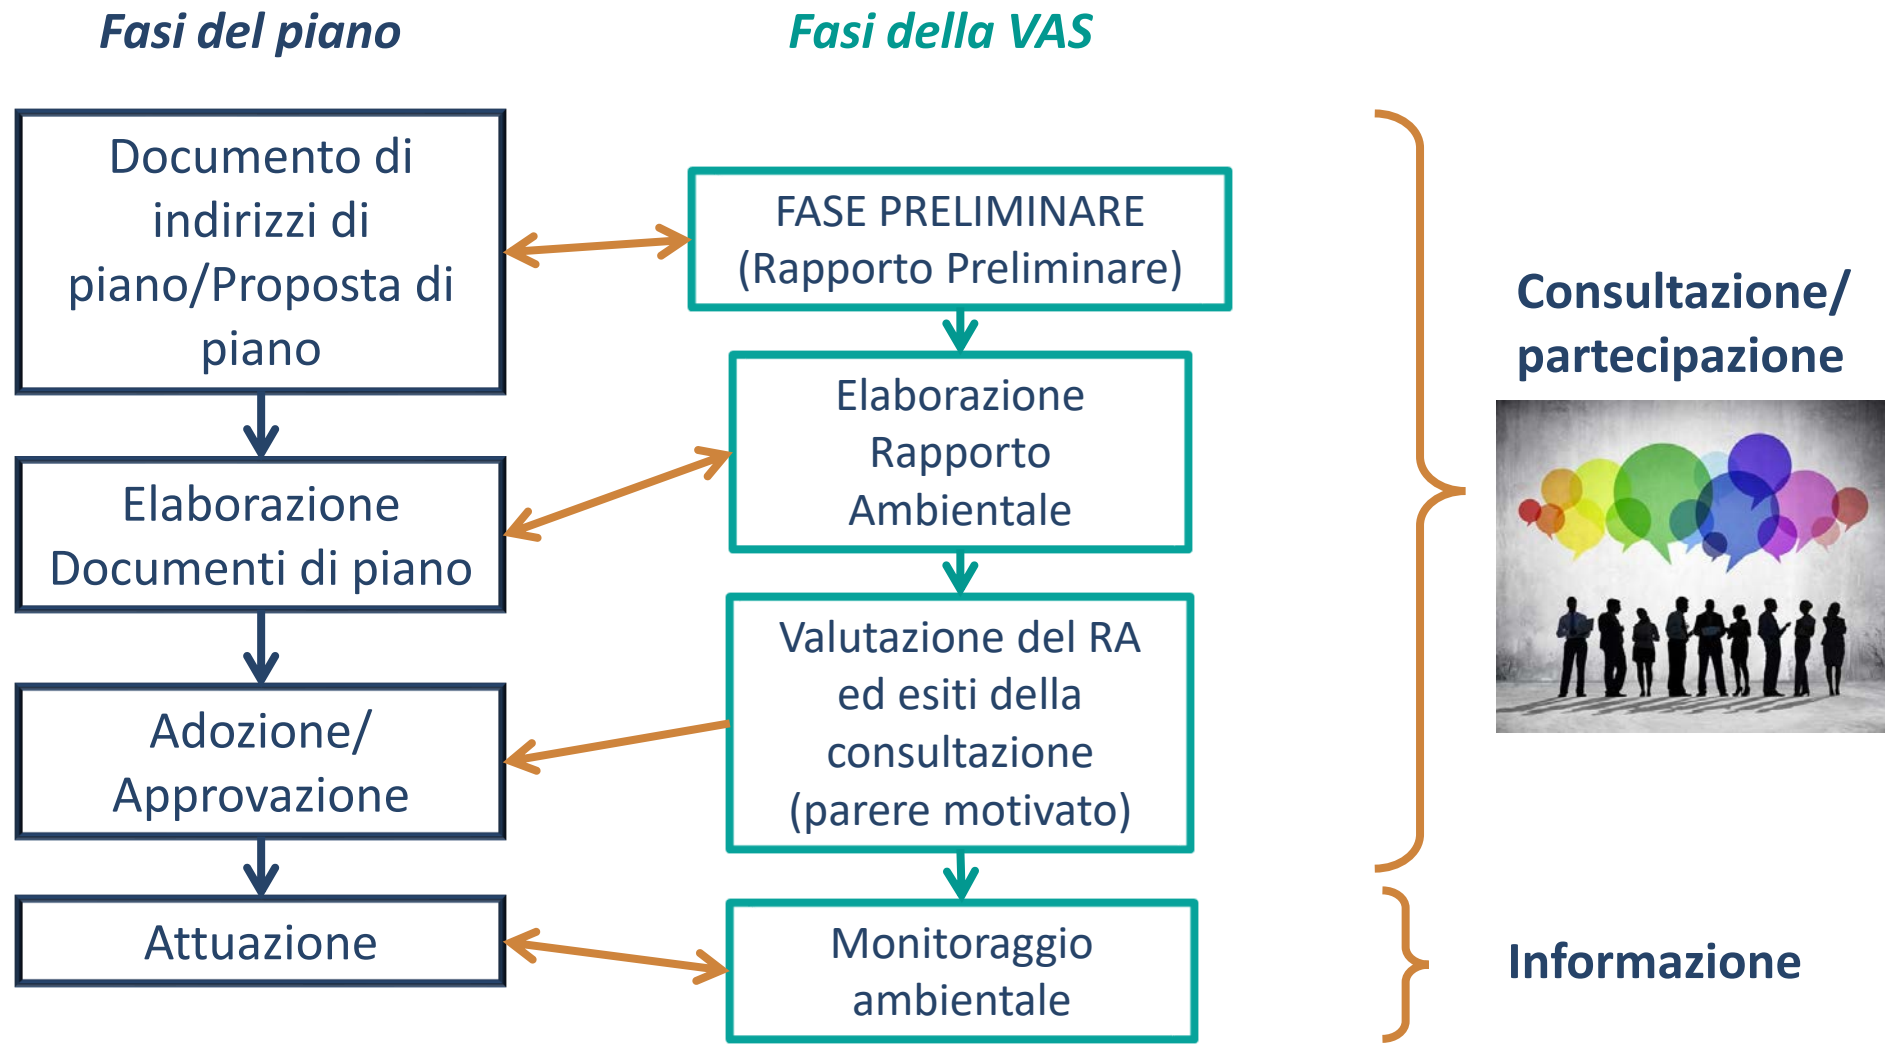 Fasi del piano
Fasi della VAS
Documento di
indirizzi di
piano/Proposta di
piano
Elaborazione
Documenti di piano
Adozione/
Approvazione
Attuazione
FASE PRELIMINARE
(Rapporto Preliminare)
Elaborazione
Rapporto
Ambientale
Valutazione del RA
ed esiti della
consultazione
(parere motivato)
Monitoraggio
ambientale
Consultazione/
partecipazione
Informazione